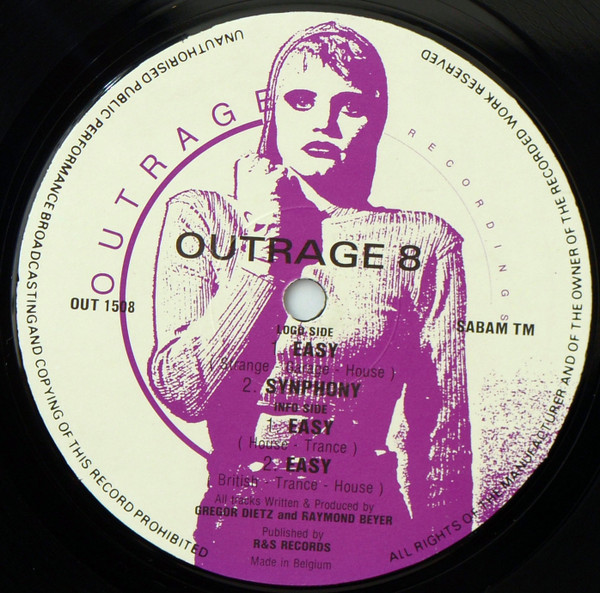 UNAUTHORISED PUBLIC PERFORMANCE BROADCASTING AND COPYING OF THIS RECORD PROHIBITED
ALL RIGHTS OF THE MANUFACTURER AND OF THE OWNER OF THE RECORDED WORK RESERVED
OUTRAGE
RECORDINGS
OUTRAGE 8
OUT 1508
SABAM TM
LOGO SIDE
1. EASY
( Strange - Garage - House )
2. SYMPHONY
INFO SIDE
1. EASY
( House - Trance )
2. EASY
( British - Trance - House )
All tracks Written & Produced by
GREGOR DIETZ and RAYMOND BEYER
Published by
R&S RECORDS
Made in Belgium